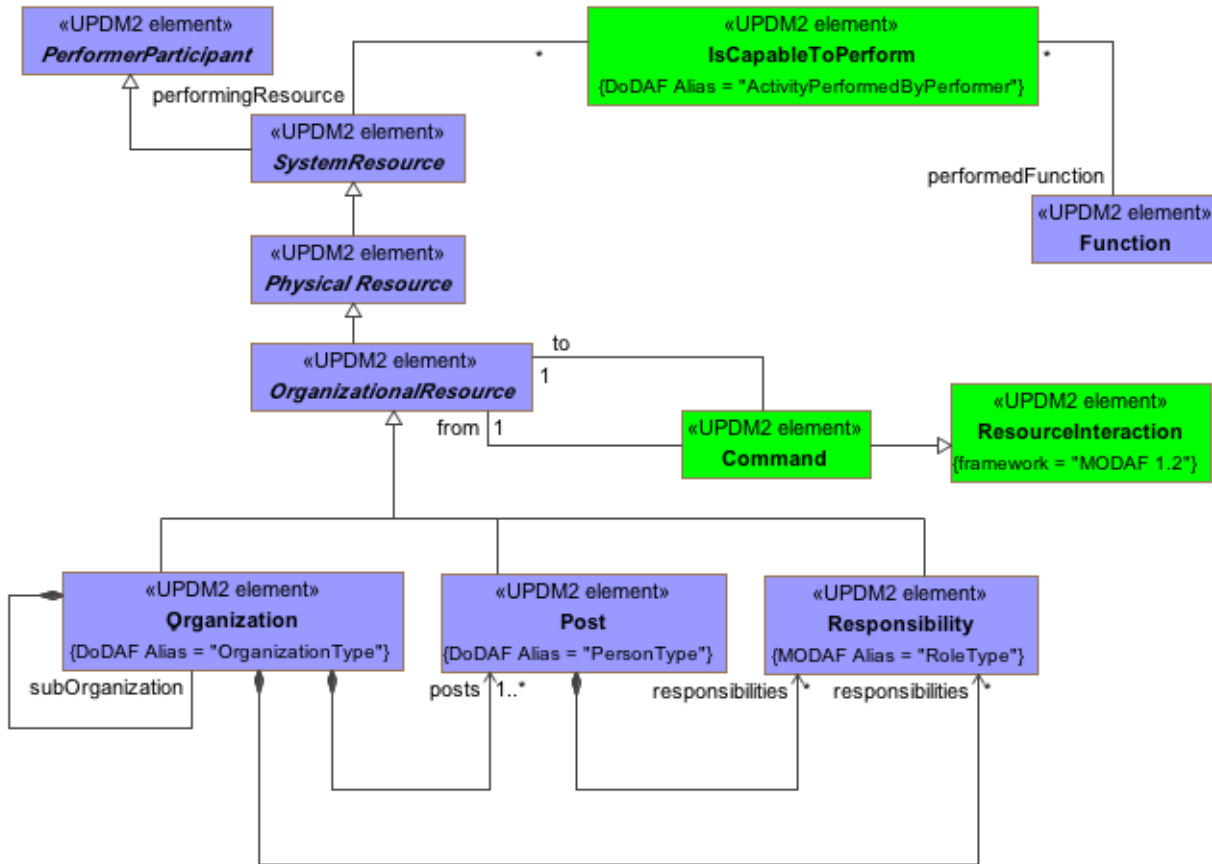 «UPDM2 element»
PerformerParticipant
«UPDM2 element»
IsCapableToPerform
{DoDAF Alias = "ActivityPerformedByPerformer"}
*
*
performingResource
«UPDM2 element»
SystemResource
performedFunction
«UPDM2 element»
Function
«UPDM2 element»
Physical Resource
«UPDM2 element»
OrganizationalResource
to
1
from
1
«UPDM2 element»
Command
«UPDM2 element»
ResourceInteraction
{framework = "MODAF 1.2"}
«UPDM2 element»
Organization
{DoDAF Alias = "OrganizationType"}
«UPDM2 element»
Post
{DoDAF Alias = "PersonType"}
«UPDM2 element»
Responsibility
{MODAF Alias = "RoleType"}
subOrganization
posts
1..*
responsibilities
*
responsibilities
*